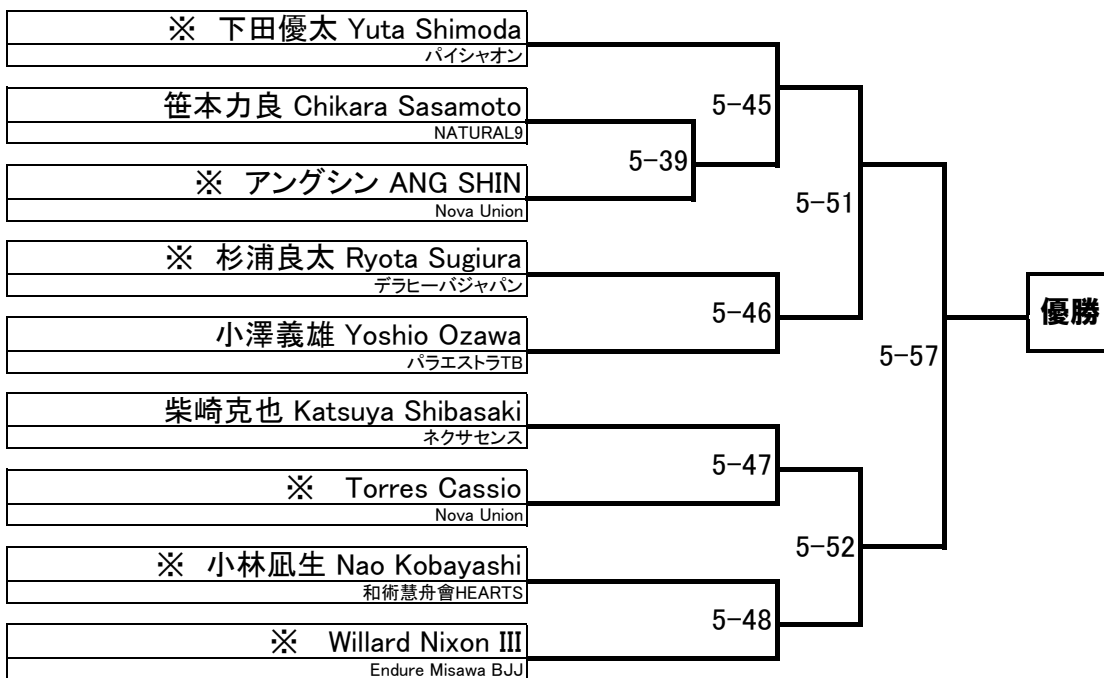 ※ 下田優太 Yuta Shimoda
パイシャオン
笹本力良 Chikara Sasamoto
NATURAL9
※ アングシン ANG SHIN
Nova Union
※ 杉浦良太 Ryota Sugiura
デラヒーバジャパン
小澤義雄 Yoshio Ozawa
パラエストラTB
柴崎克也 Katsuya Shibasaki
ネクサセンス
※ Torres Cassio
Nova Union
※ 小林凪生 Nao Kobayashi
和術慧舟會HEARTS
※ Willard Nixon III
Endure Misawa BJJ
5-39
5-45
5-46
5-47
5-48
5-51
5-52
5-57
優勝